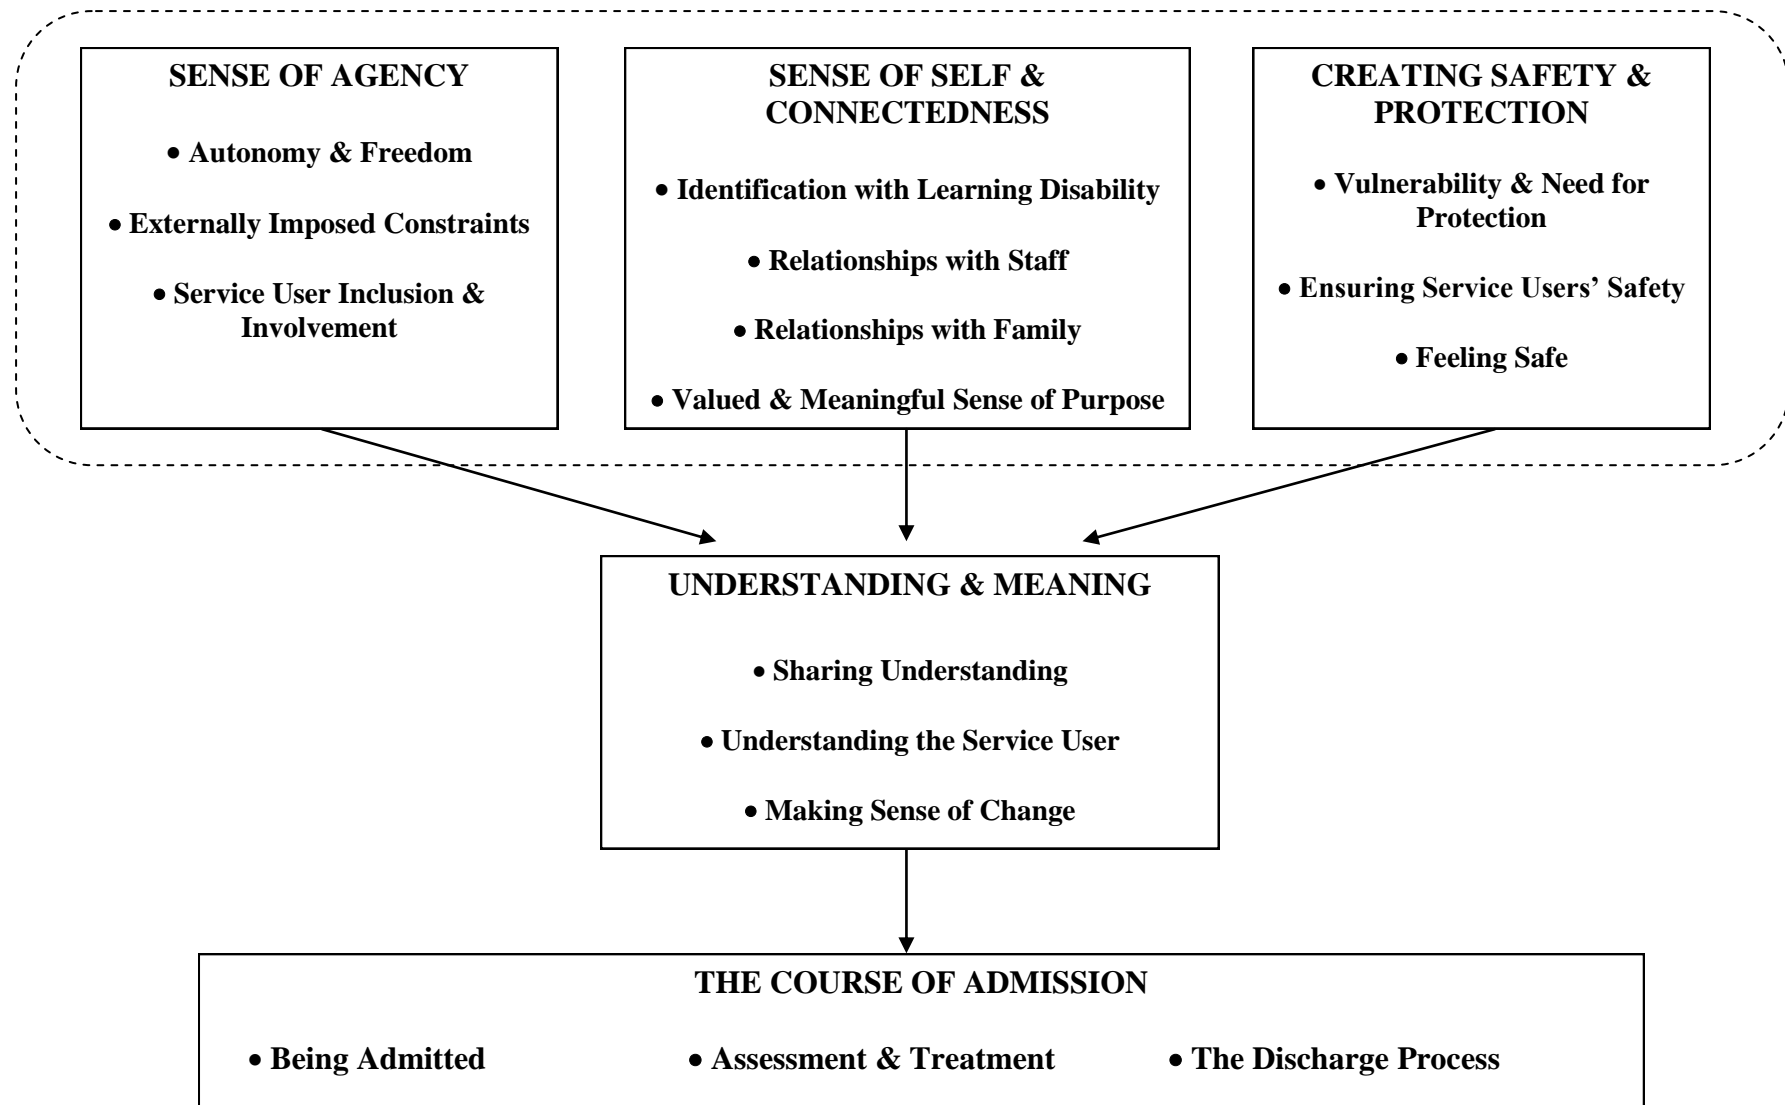 SENSE OF AGENCY
• Autonomy & Freedom
• Externally Imposed Constraints
• Service User Inclusion &
Involvement
SENSE OF SELF &
CONNECTEDNESS
• Identification with Learning Disability
• Relationships with Staff
• Relationships with Family
• Valued & Meaningful Sense of Purpose
CREATING SAFETY &
PROTECTION
• Vulnerability & Need for
Protection
• Ensuring Service Users’ Safety
• Feeling Safe
UNDERSTANDING & MEANING
• Sharing Understanding
• Understanding the Service User
• Making Sense of Change
THE COURSE OF ADMISSION
• Being Admitted
• Assessment & Treatment
• The Discharge Process